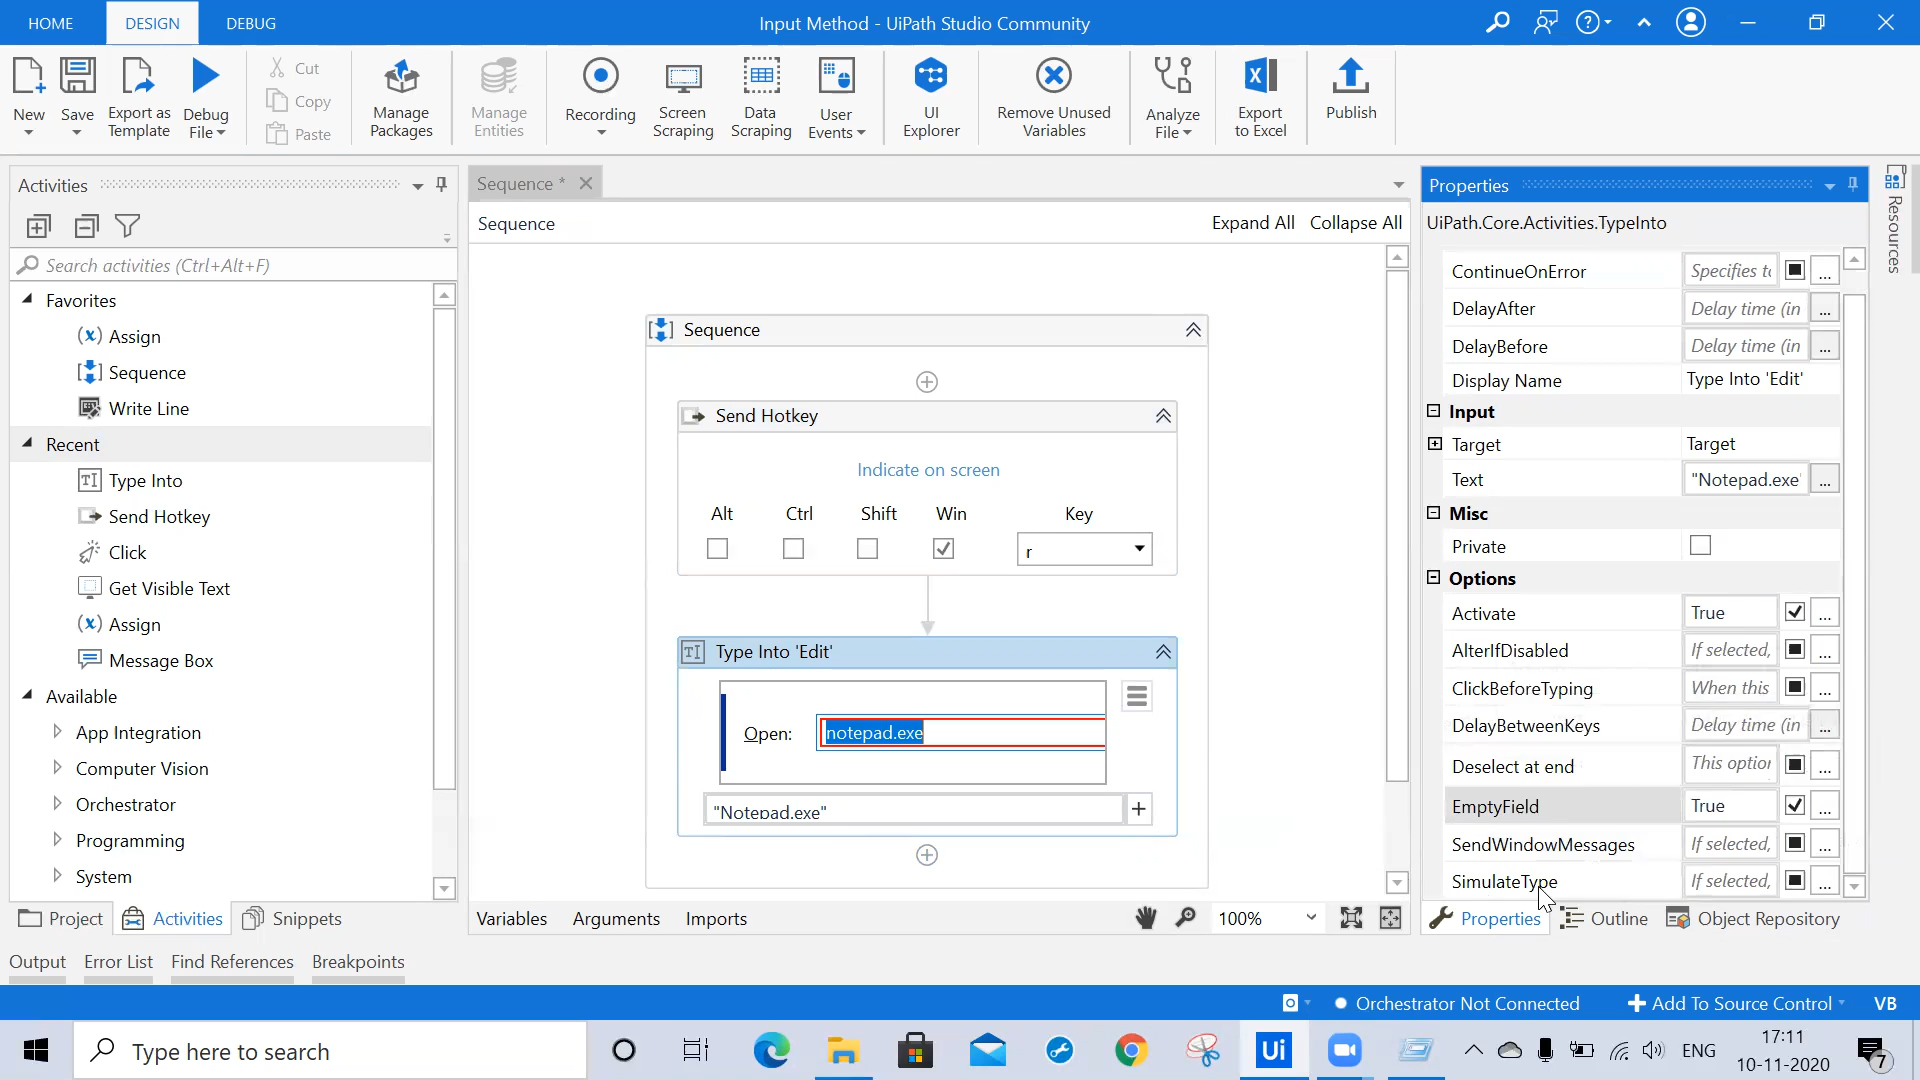 HOME
DESIGN
DEBUG
Input Method - UiPath Studio Community
New
Save
Export as
Template
Debug
File
Cut
Copy
Paste
Manage
Packages
Manage
Entities
Recording
Screen
Scraping
Data
Scraping
User
Events
UI
Explorer
Remove Unused
Variables
Analyze
File
Export
to Excel
Publish
Activities
Search activities (Ctrl+Alt+F)
Favorites
Assign
Sequence
Write Line
Recent
Type Into
Send Hotkey
Click
Get Visible Text
Assign
Message Box
Available
App Integration
Computer Vision
Orchestrator
Programming
System
Project
Activities
Snippets
Sequence *
Sequence
Expand All
Collapse All
Sequence
Send Hotkey
Indicate on screen
Alt
Ctrl
Shift
Win
Key
r
Type Into 'Edit'
Open:
notepad.exe
"Notepad.exe"
Variables
Arguments
Imports
100%
Properties
UiPath.Core.Activities.TypeInto
ContinueOnError
Specifies to
DelayAfter
Delay time (in
DelayBefore
Delay time (in
Display Name
Type Into 'Edit'
Input
Target
Target
Text
"Notepad.exe'
...
Misc
Private
Options
Activate
True
AlterIfDisabled
If selected,
ClickBeforeTyping
When this
DelayBetweenKeys
Delay time (in
Deselect at end
This option
EmptyField
True
SendWindowMessages
If selected,
SimulateType
If selected,
Properties
Outline
Object Repository
Resources
Output
Error List
Find References
Breakpoints
Orchestrator Not Connected
Add To Source Control
VB
Type here to search
Ui
ENG
17:11
10-11-2020
7